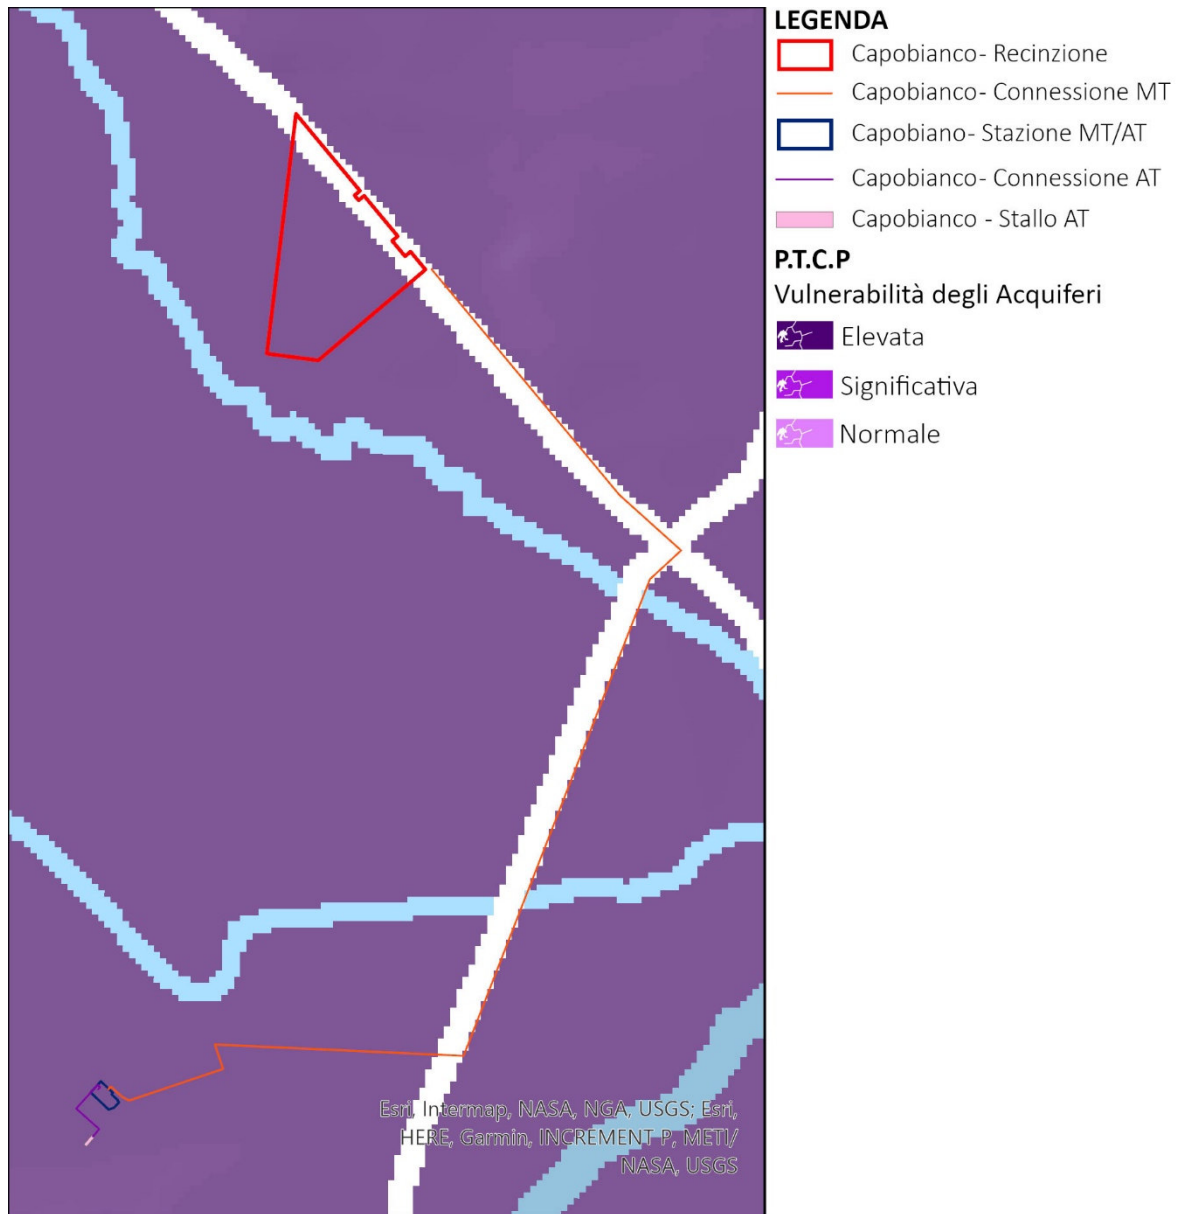 LEGENDA
Capobianco- Recinzione
Capobianco- Connessione MT
Capobiano- Stazione MT/AT
Capobianco- Connessione AT
Capobianco - Stallo AT
P.T.C.P
Vulnerabilità degli Acquiferi
Elevata
Significativa
Normale
Esri, Intermap, NASA, NGA, USGS; Esri,
HERE, Garmin, INCREMENT P, METI/
NASA, USGS